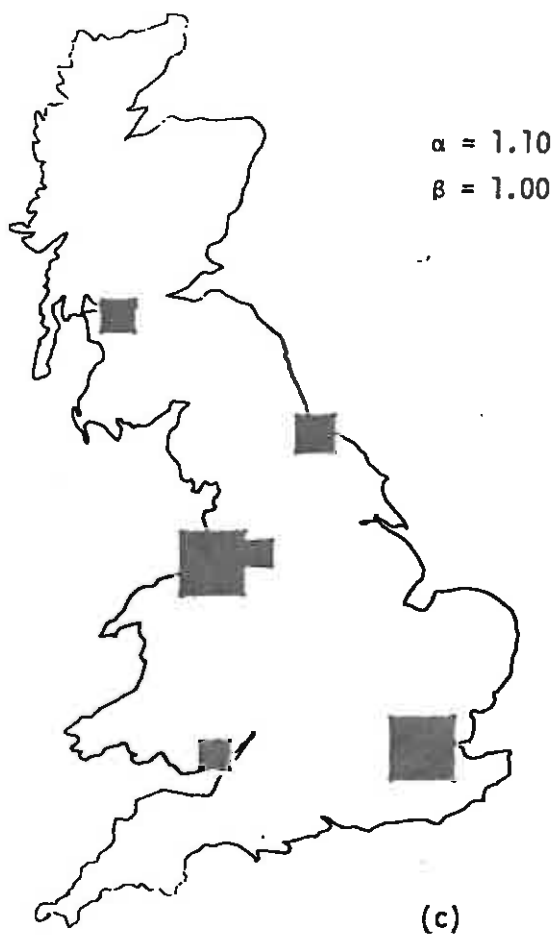 α = 1.10
β = 1.00
(c)